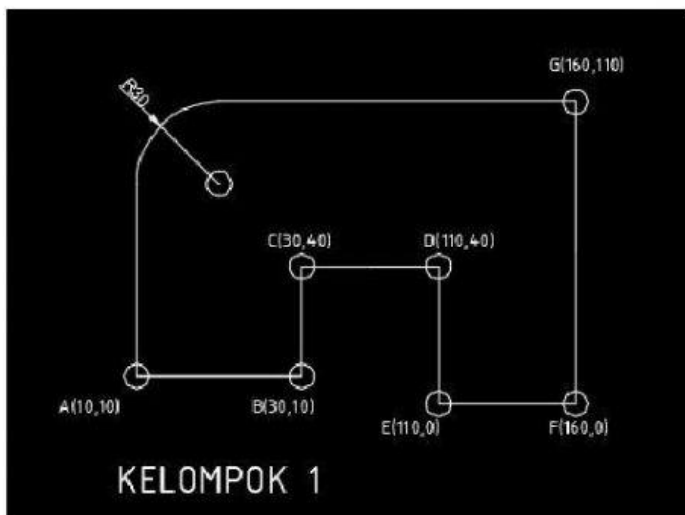 G(160,110)
R30
C(30,40)
D(110,40)
A(10,10)
B(30,10)
E(110,0)
F(160,0)
KELOMPOK 1